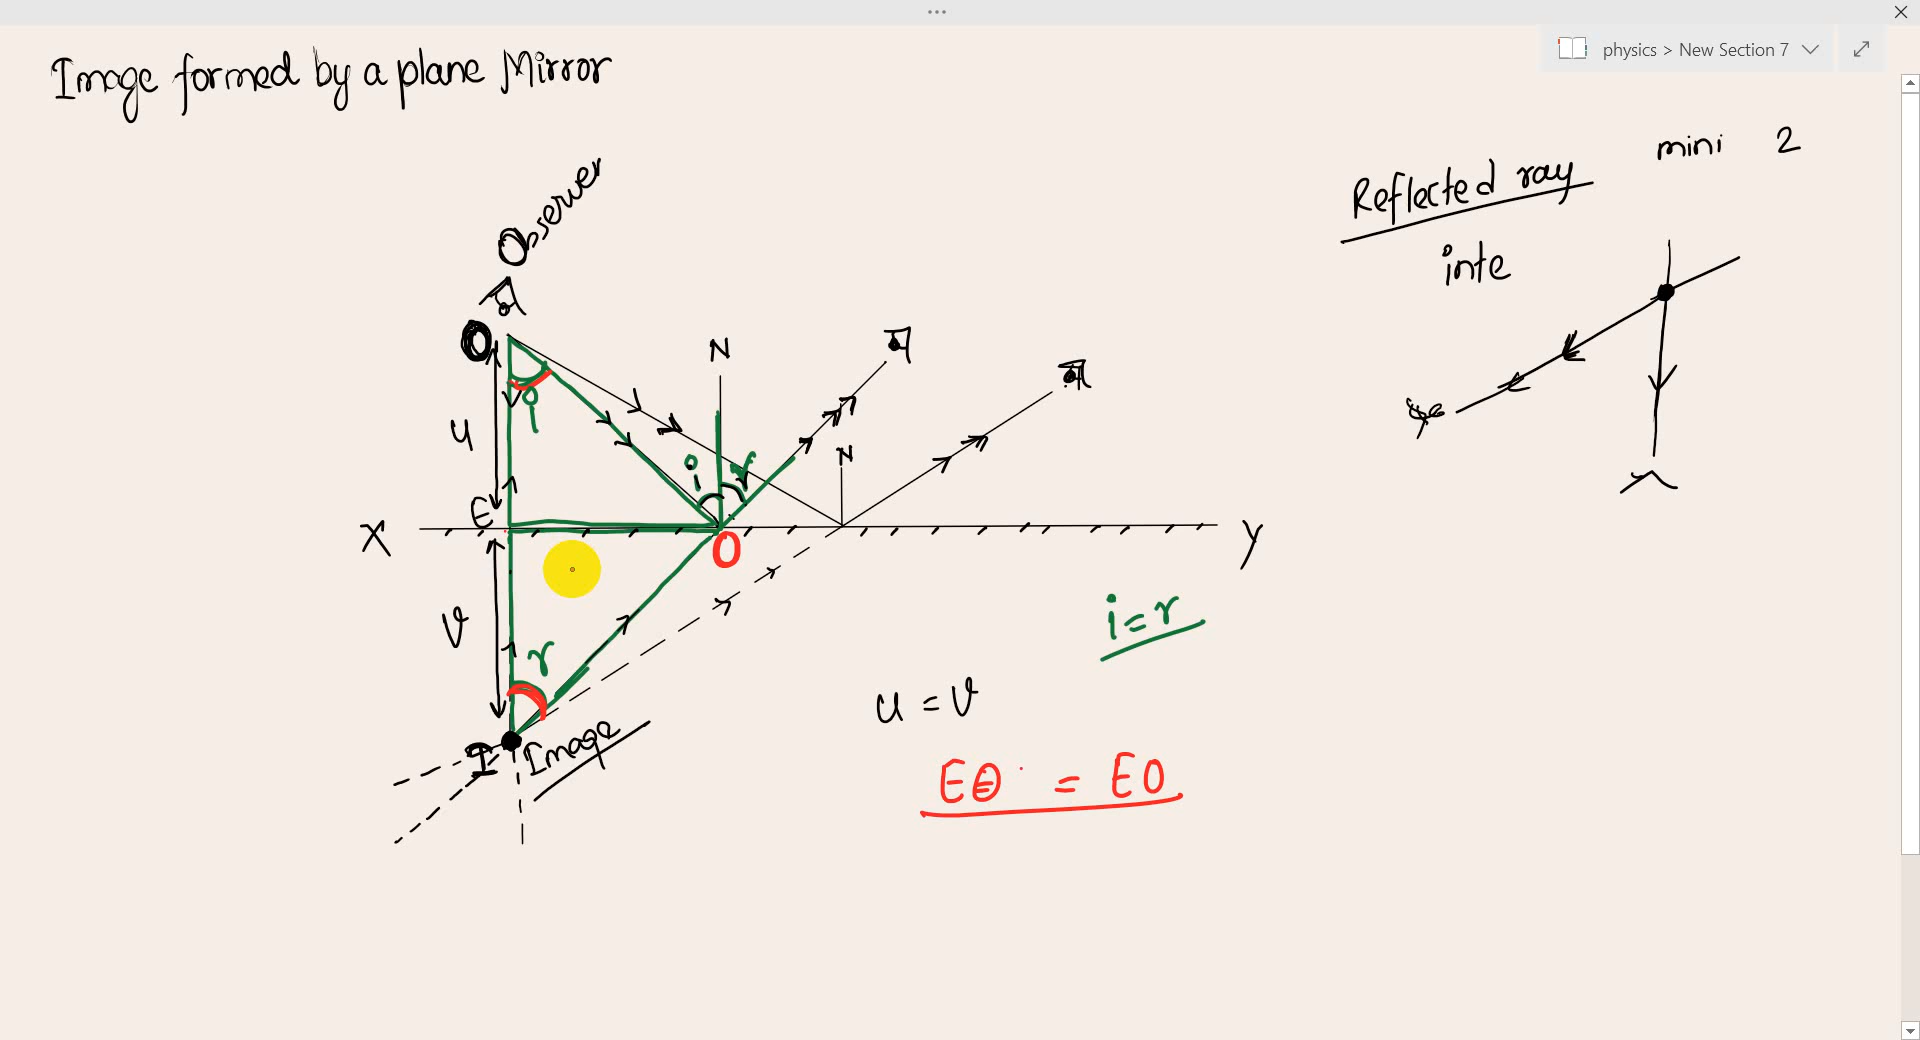 physics > New Section 7
Image formed by a plane Mirror
mini 2
Reflected ray
inte
Observer
O
N
i
u
i r
N
E
X
O
Y
v
r
i = r
u = v
I Image
EO = EO